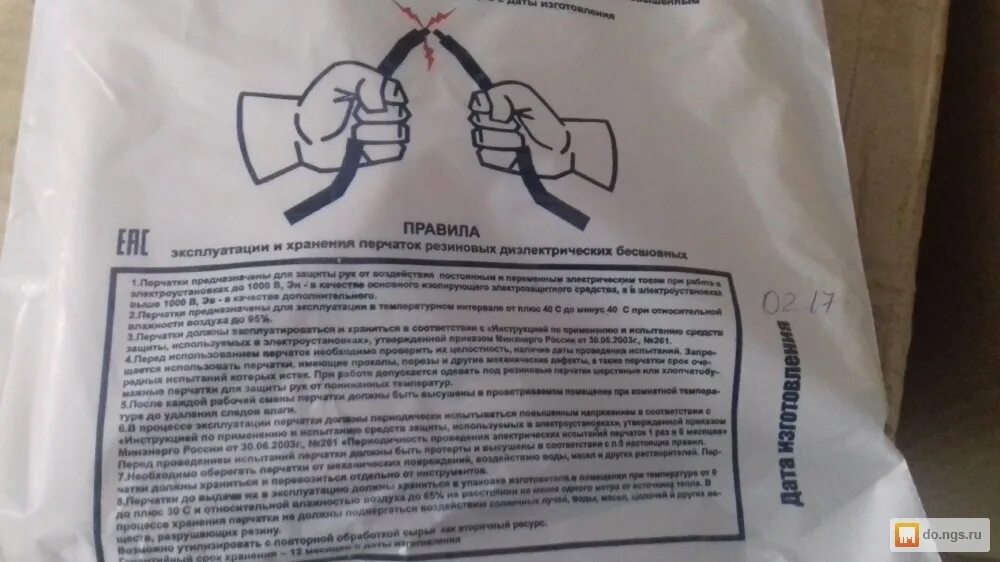 с даты изготовления
ПРАВИЛА
ЕАС
эксплуатации и хранения перчаток резиновых диэлектрических бесшовных
1.Перчатки предназначены для защиты рук от воздействия постоянным и переменным электрическим током при работе в
электроустановках до 1000 В, Эн - в качестве основного изолирующего электрозащитного средства, а в электроустановках
выше 1000 В, Эв - в качестве дополнительного.
2.Перчатки предназначены для эксплуатации в температурном интервале от плюс 40 С до минус 40 С при относительной
влажности воздуха до 95%.
3.Перчатки должны эксплуатироваться и храниться в соответствии с «Инструкцией по применению и испытанию средств
защиты, используемых в электроустановках», утвержденной приказом Минэнерго России от 30.06.2003г., №261.
4.Перед использованием перчаток необходимо проверить их целостность, наличие даты проведения испытаний. Запре-
щается использовать перчатки, имеющие проколы, порезы и другие механические дефекты, а также перчатки срок оче-
редных испытаний которых истек. При работе допускается одевать под резиновые перчатки шерстяные или хлопчатобу-
мажные перчатки для защиты рук от пониженных температур.
5.После каждой рабочей смены перчатки должны быть высушены в проветриваемом помещении при комнатной темпера-
туре до удаления следов влаги.
6.В процессе эксплуатации перчатки должны периодически испытываться повышенным напряжением в соответствии с
«Инструкцией по применению и испытанию средств защиты, используемых в электроустановках», утвержденной приказом
Минэнерго России от 30.06.2003г., №261 «Периодичность проведения электрических испытаний перчаток 1 раз в 6 месяцев»
Перед проведением испытаний перчатки должны быть протерты и высушены в соответствии с п.5 настоящих правил.
7.Необходимо оберегать перчатки от механических повреждений, воздействию воды, масел и других растворителей. Пер-
чатки должны храниться и перевозиться отдельно от инструментов.
8.Перчатки до выдачи их в эксплуатацию должны храниться в упаковке изготовителя в помещении при температуре от 0
до плюс 30 С и относительной влажностью воздуха до 65% на расстоянии не менее одного метра от источника тепла. В
процессе хранения перчатки не должны подвергаться воздействию солнечных лучей, воды, масел, щелочей и других ве-
ществ, разрушающих резину.
Возможно утилизировать с повторной обработкой сырья как вторичный ресурс.
Гарантийный срок хранения – 12 месяцев с даты изготовления
02.17
Дата изготовления
do.ngs.ru